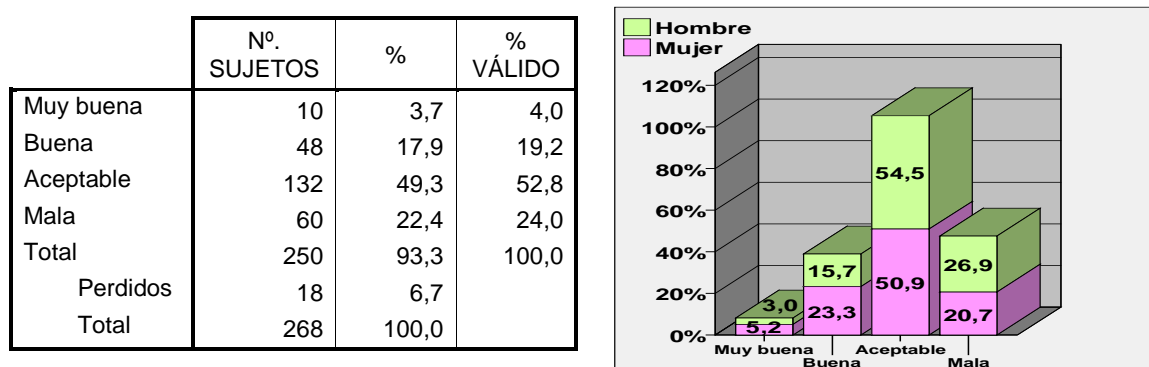 Nº. SUJETOS % % VÁLIDO
Muy buena 10 3,7 4,0
Buena 48 17,9 19,2
Aceptable 132 49,3 52,8
Mala 60 22,4 24,0
Total 250 93,3 100,0
Perdidos 18 6,7
Total 268 100,0
Hombre
Mujer
120%
100%
80%
60%
40%
20%
0%
3,0
5,2
15,7
23,3
54,5
50,9
26,9
20,7
Muy buena
Buena
Aceptable
Mala